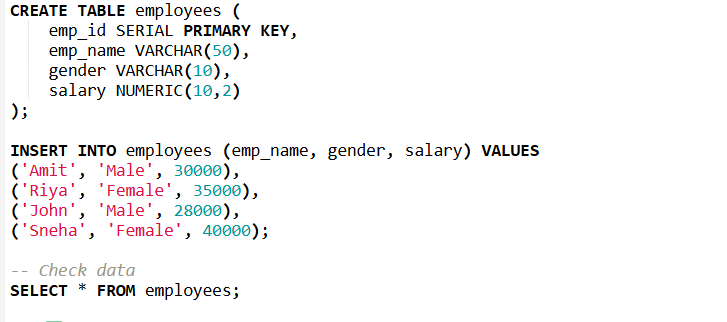 CREATE TABLE employees (
    emp_id SERIAL PRIMARY KEY,
    emp_name VARCHAR(50),
    gender VARCHAR(10),
    salary NUMERIC(10,2)
);

INSERT INTO employees (emp_name, gender, salary) VALUES
('Amit', 'Male', 30000),
('Riya', 'Female', 35000),
('John', 'Male', 28000),
('Sneha', 'Female', 40000);

-- Check data
SELECT * FROM employees;